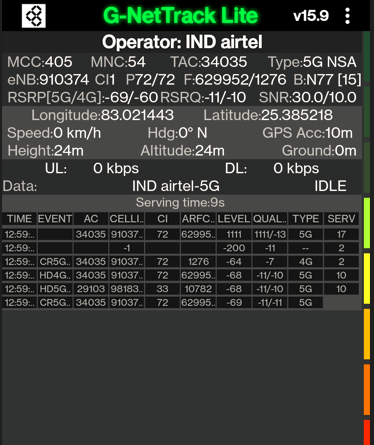 G-NetTrack Lite v15.9
Operator: IND airtel
MCC:405 MNC:54 TAC:34035 Type:5G NSA
eNB:910374 CI1 P72/72 F:629952/1276 B:N77 [15]
RSRP[5G/4G]:-69/-60 RSRQ:-11/-10 SNR:30.0/10.0
Longitude:83.021443 Latitude:25.385218
Speed:0 km/h Hdg:0° N GPS Acc:10m
Height:24m Altitude:24m Ground:0m
UL: 0 kbps DL: 0 kbps
Data: IND airtel-5G IDLE
Serving time:9s
TIME EVENT AC CELLI.. CI ARFC.. LEVEL QUAL.. TYPE SERV
12:59:.. 34035 91037.. 72 62995.. 1111 1111/-13 5G 17
12:59:.. -1 -200 -11 -- 2
12:59:.. CR5G.. 34035 91037.. 72 1276 -64 -7 4G 2
12:59:.. HD4G.. 34035 91037.. 72 62995.. -68 -11/-10 5G 10
12:59:.. HD5G.. 29103 98183.. 33 10782 -68 -11/-10 5G 10
12:59:.. CR5G.. 34035 91037.. 72 62995.. -69 -11/-10 5G